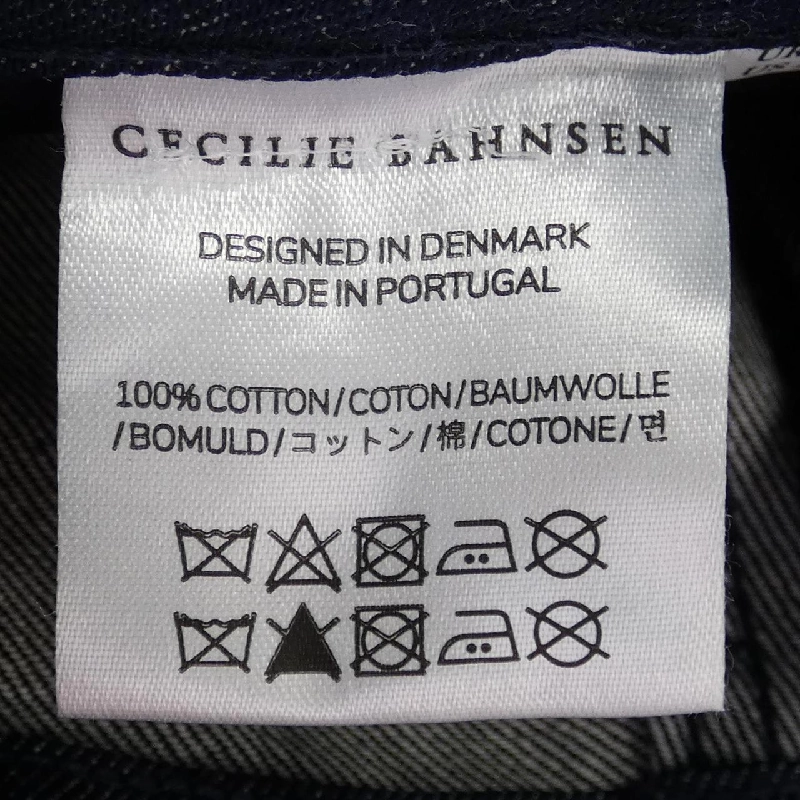 CECILIE BAHNSEN
DESIGNED IN DENMARK
MADE IN PORTUGAL
100% COTTON/COTON/BAUMWOLLE
/BOMULD/コットン/棉/COTONE/면